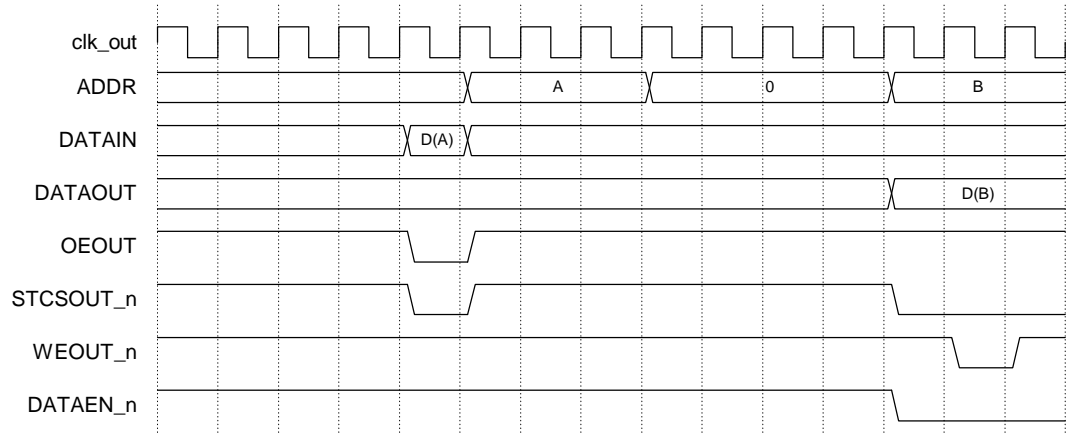 clk_out
ADDR A 0 B
DATAIN D(A)
DATAOUT D(B)
OEOUT
STCSOUT_n
WEOUT_n
DATAEN_n